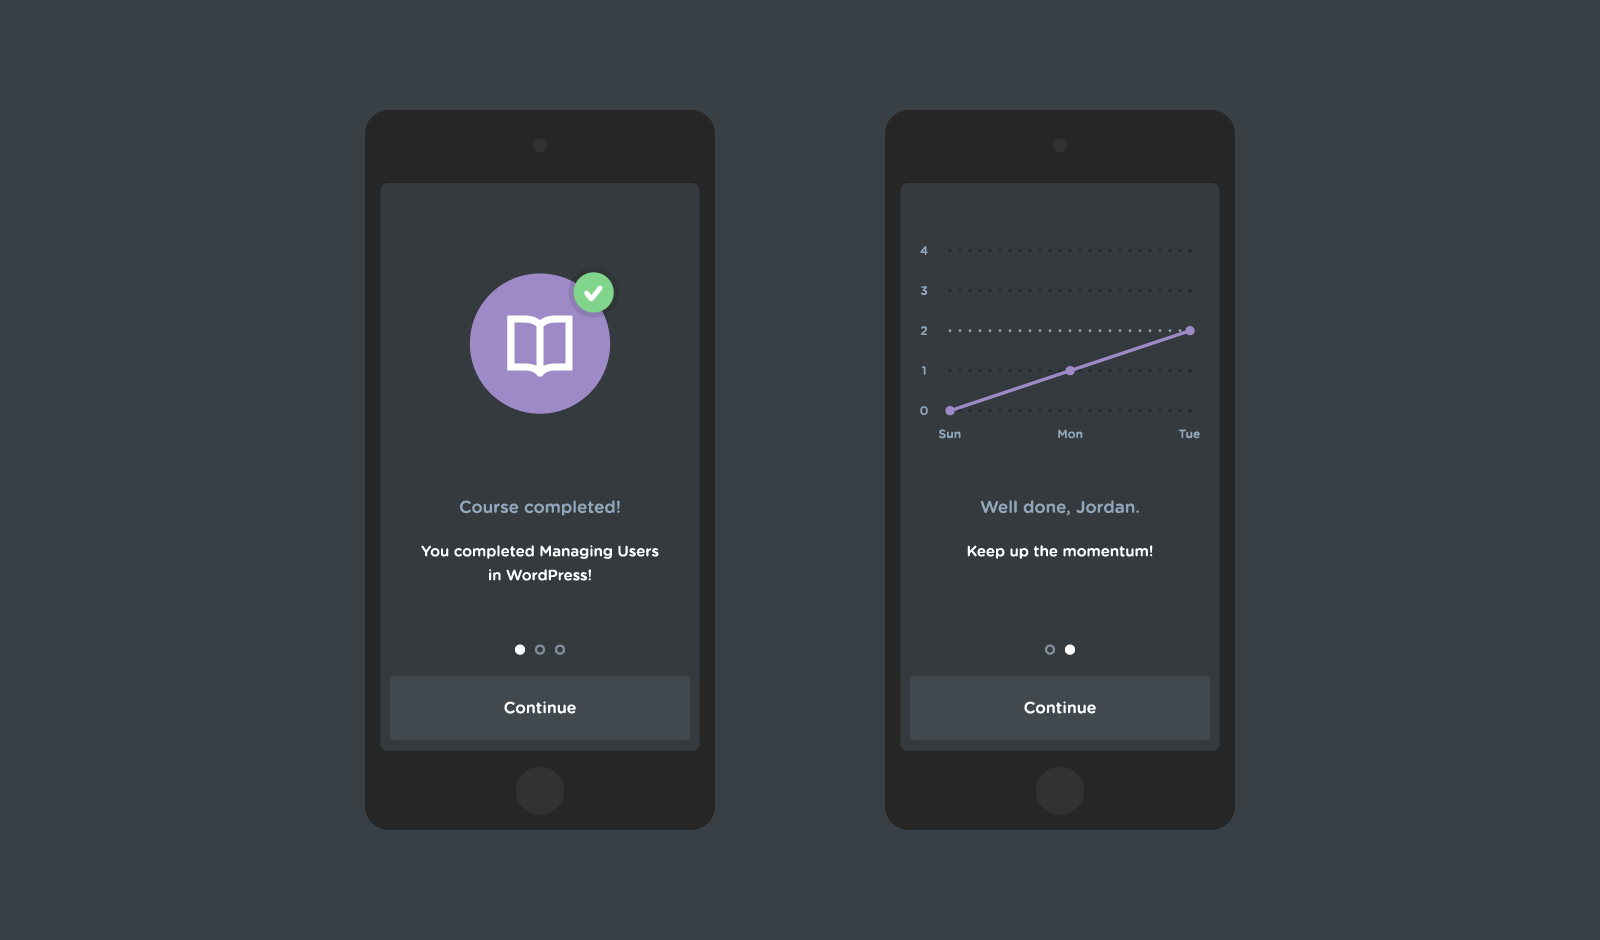 Course completed!
You completed Managing Users
in WordPress!
Continue
4
3
2
1
0
Sun Mon Tue
Well done, Jordan.
Keep up the momentum!
Continue